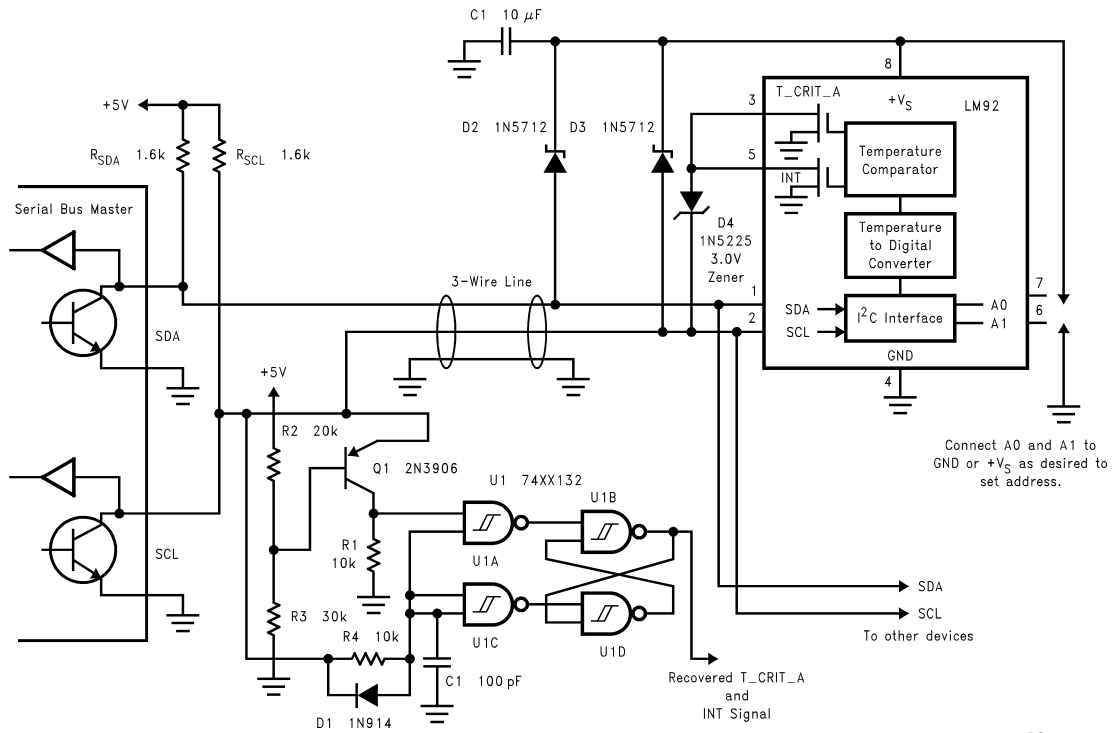 C1 10 μF
8
+5V
3
T_CRIT_A
+VS
LM92
D2 1N5712
D3 1N5712
RSDA 1.6k
RSCL 1.6k
5
INT
Temperature
Comparator
Serial Bus Master
D4
1N5225
3.0V
Zener
Temperature
to Digital
Converter
3-Wire Line
1
7
SDA
A0
I2C Interface
2
6
SCL
A1
SDA
GND
4
+5V
R2 20k
Connect A0 and A1 to
GND or +VS as desired to
set address.
Q1 2N3906
U1 74XX132
U1B
R1
10k
SCL
U1A
SDA
R3 30k
SCL
R4 10k
U1C
U1D
To other devices
C1 100pF
Recovered T_CRIT_A
and
INT Signal
D1 1N914